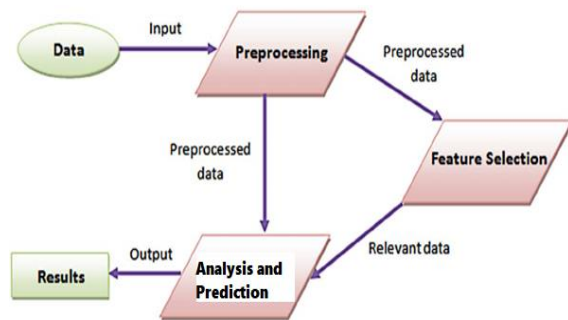 Data
Input
Preprocessing
Preprocessed
data
Preprocessed
data
Feature Selection
Relevant data
Analysis and
Prediction
Output
Results